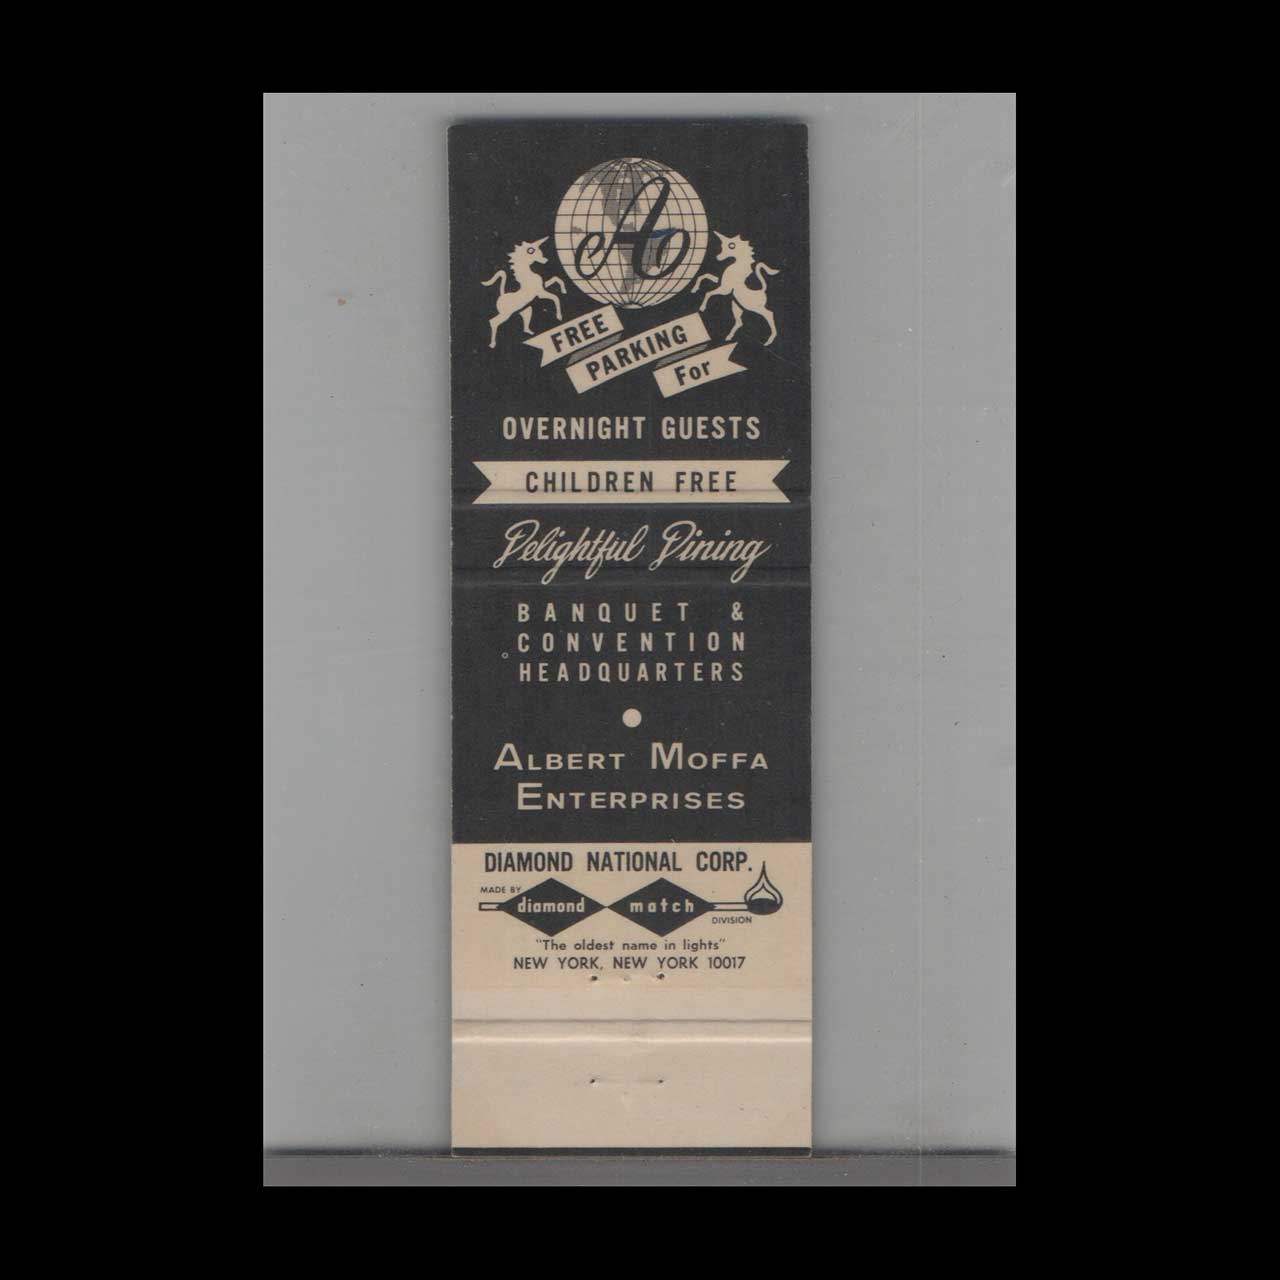 A
FREE
PARKING
For
OVERNIGHT GUESTS
CHILDREN FREE
Delightful Dining
BANQUET &
CONVENTION
HEADQUARTERS
ALBERT MOFFA
ENTERPRISES
DIAMOND NATIONAL CORP.
MADE BY
diamond match
DIVISION
"The oldest name in lights"
NEW YORK, NEW YORK 10017